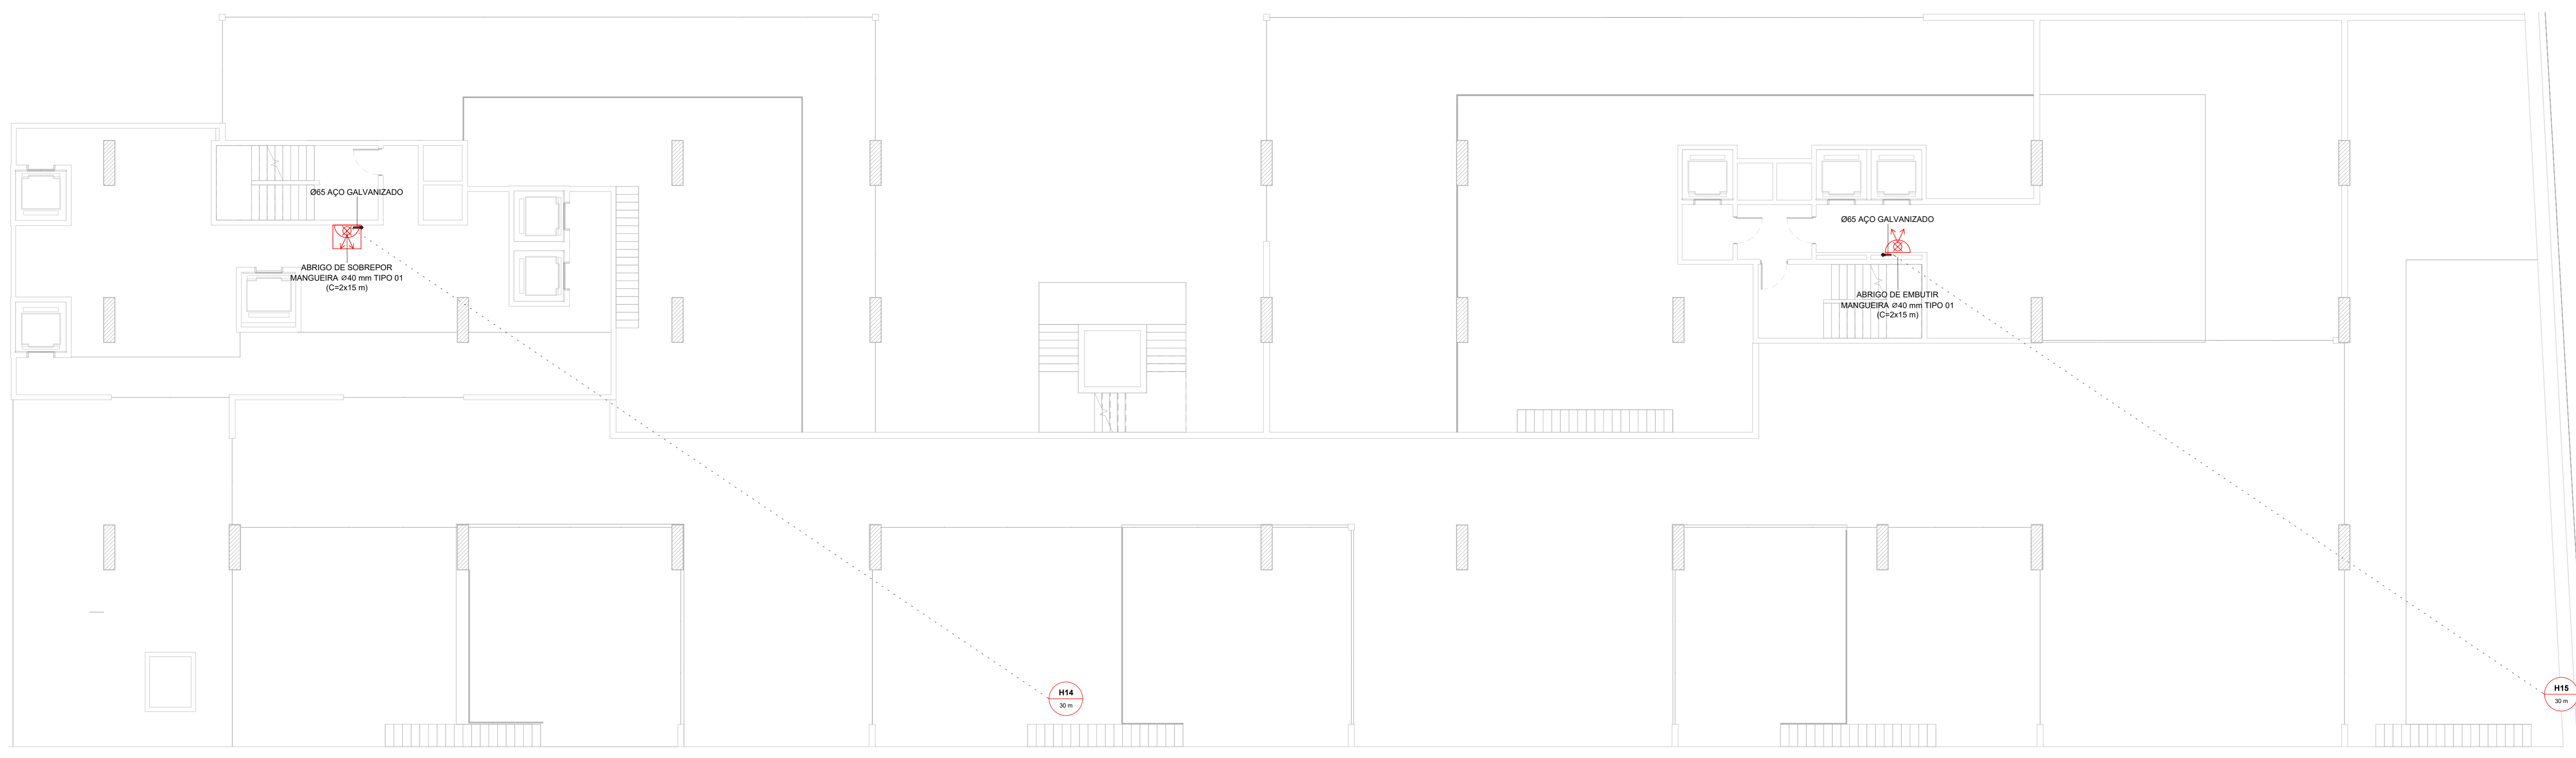 Ø65 AÇO GALVANIZADO
ABRIGO DE SOBREPOR
MANGUEIRA Ø40 mm TIPO 01
(C=2x15 m)
Ø65 AÇO GALVANIZADO
ABRIGO DE EMBUTIR
MANGUEIRA Ø40 mm TIPO 01
(C=2x15 m)
H14
30 m
H15
30 m